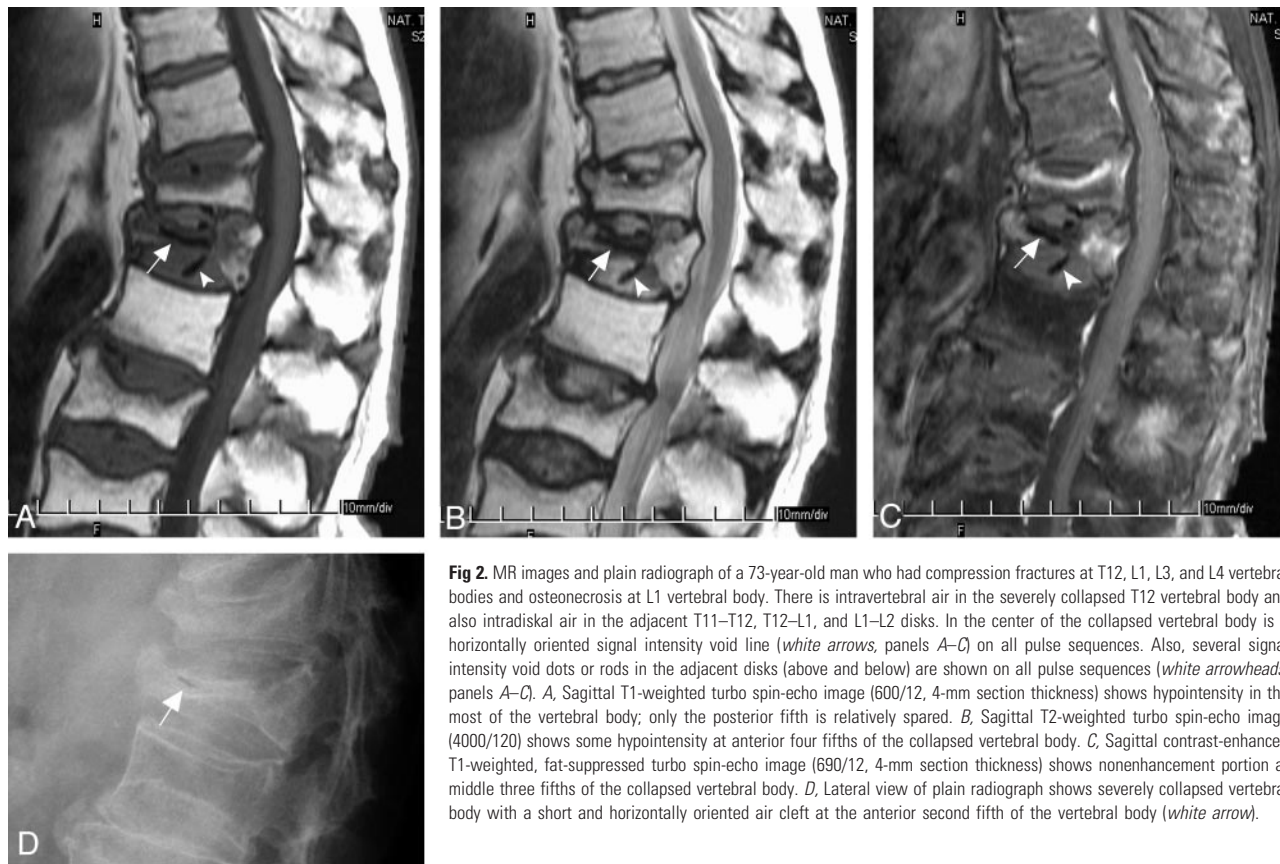 H
NAT. T
S2
H
NAT.
S
H
NAT.
S
A
10mm/div
F
B
10mm/div
F
C
10mm/div
F
D
Fig 2. MR images and plain radiograph of a 73-year-old man who had compression fractures at T12, L1, L3, and L4 vertebra
bodies and osteonecrosis at L1 vertebral body. There is intravertebral air in the severely collapsed T12 vertebral body an
also intradiskal air in the adjacent T11–T12, T12–L1, and L1–L2 disks. In the center of the collapsed vertebral body is
horizontally oriented signal intensity void line (white arrows, panels A–C) on all pulse sequences. Also, several signa
intensity void dots or rods in the adjacent disks (above and below) are shown on all pulse sequences (white arrowheads
panels A–C). A, Sagittal T1-weighted turbo spin-echo image (600/12, 4-mm section thickness) shows hypointensity in th
most of the vertebral body; only the posterior fifth is relatively spared. B, Sagittal T2-weighted turbo spin-echo imag
(4000/120) shows some hypointensity at anterior four fifths of the collapsed vertebral body. C, Sagittal contrast-enhance
T1-weighted, fat-suppressed turbo spin-echo image (690/12, 4-mm section thickness) shows nonenhancement portion a
middle three fifths of the collapsed vertebral body. D, Lateral view of plain radiograph shows severely collapsed vertebra
body with a short and horizontally oriented air cleft at the anterior second fifth of the vertebral body (white arrow).